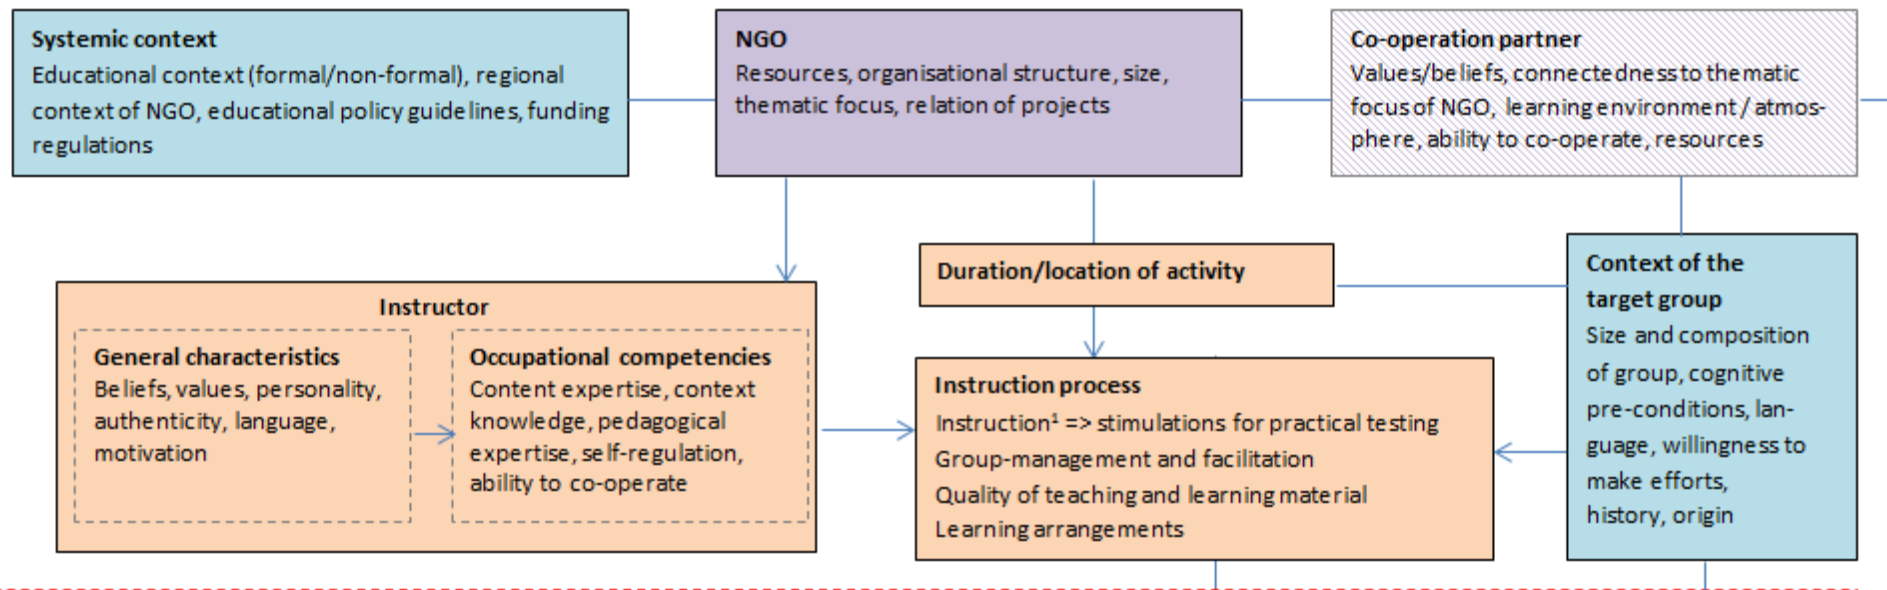 Systemic context
Educational context (formal/non-formal), regional
context of NGO, educational policy guidelines, funding
regulations
NGO
Resources, organisational structure, size,
thematic focus, relation of projects
Co-operation partner
Values/beliefs, connectedness to thematic
focus of NGO, learning environment / atmos-
phere, ability to co-operate, resources
Instructor
General characteristics
Beliefs, values, personality,
authenticity, language,
motivation
Occupational competencies
Content expertise, context
knowledge, pedagogical
expertise, self-regulation,
ability to co-operate
Duration/location of activity
Instruction process
Instruction¹ => stimulations for practical testing
Group-management and facilitation
Quality of teaching and learning material
Learning arrangements
Context of the
target group
Size and composition
of group, cognitive
pre-conditions, lan-
guage, willingness to
make efforts,
history, origin